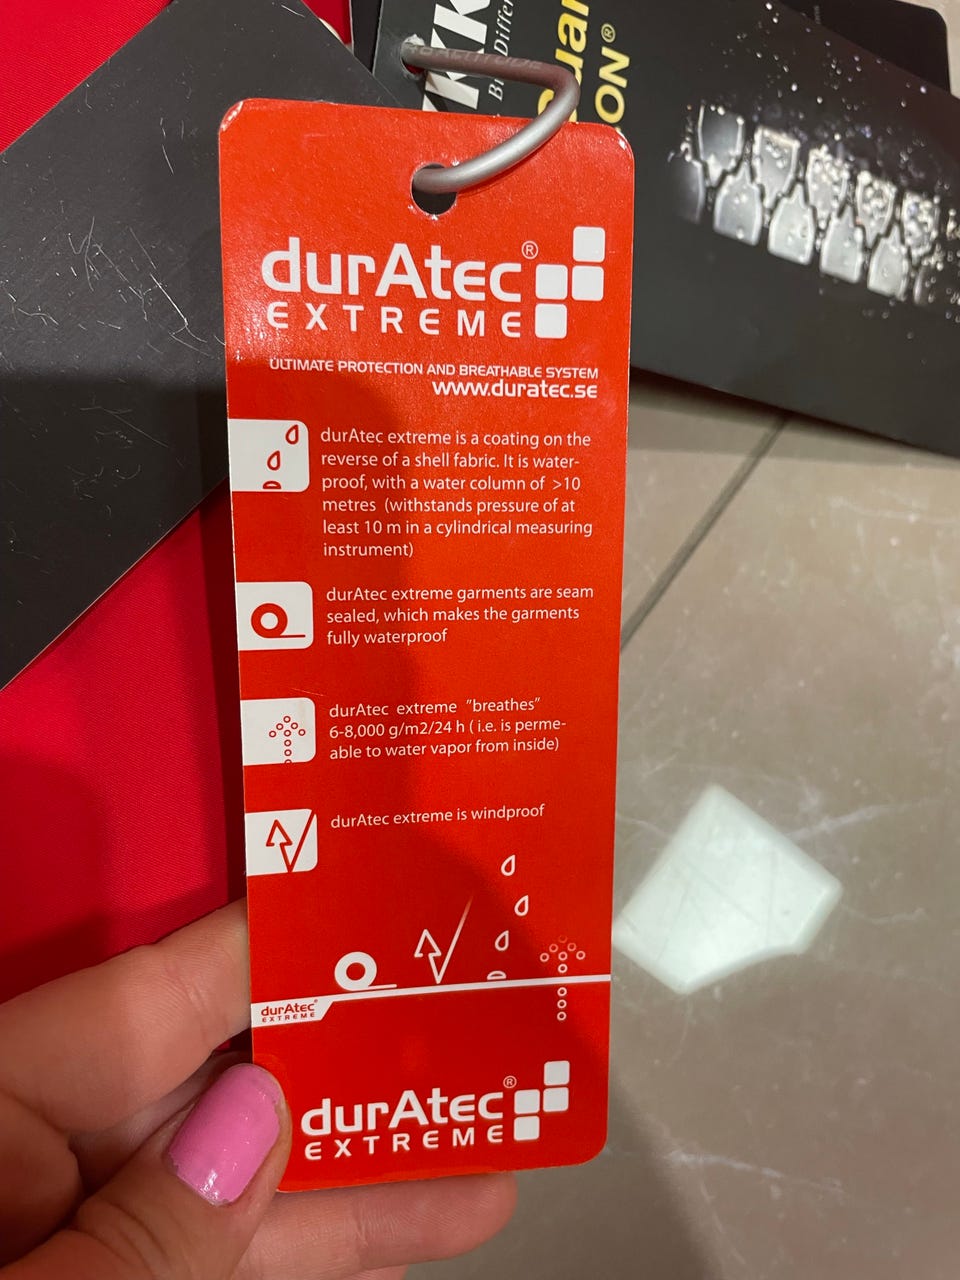 durAtec®
EXTREME
ULTIMATE PROTECTION AND BREATHABLE SYSTEM
www.duratec.se
durAtec extreme is a coating on the
reverse of a shell fabric. It is water-
proof, with a water column of >10
metres (withstands pressure of at
least 10 m in a cylindrical measuring
instrument)
durAtec extreme garments are seam
sealed, which makes the garments
fully waterproof
durAtec extreme "breathes"
6-8,000 g/m2/24 h ( i.e. is perme-
able to water vapor from inside)
durAtec extreme is windproof
durAtec®
EXTREME
durAtec®
EXTREME
ON®